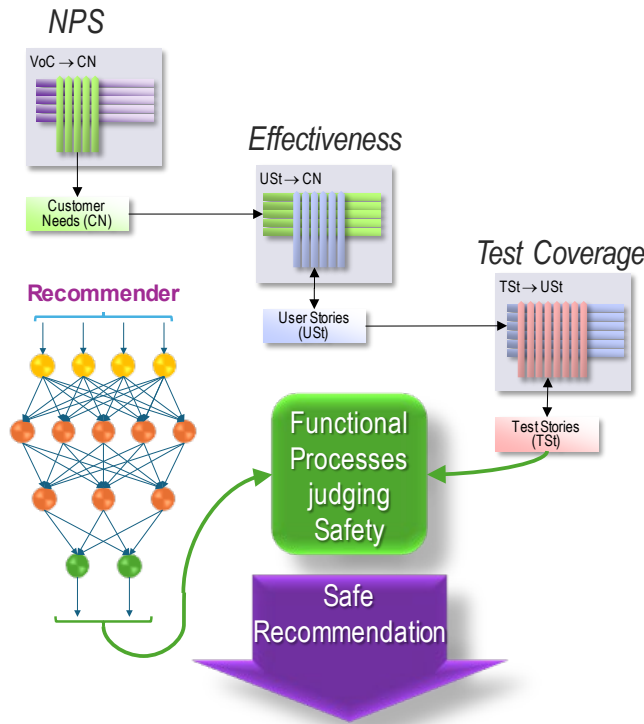 NPS
VoC → CN
Customer
Needs (CN)
Effectiveness
USt → CN
User Stories
(USt)
Test Coverage
TSt → USt
Test Stories
(TSt)
Recommender
Functional
Processes
judging
Safety
Safe
Recommendation